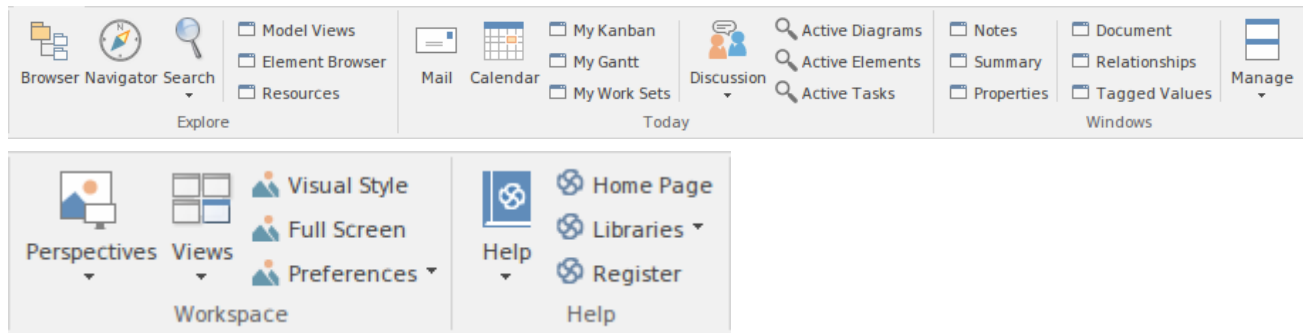 Browser
Navigator
Search
Model Views
Element Browser
Resources
Explore
Mail
Calendar
My Kanban
My Gantt
My Work Sets
Discussion
Active Diagrams
Active Elements
Active Tasks
Today
Notes
Summary
Properties
Document
Relationships
Tagged Values
Manage
Windows
Perspectives
Views
Visual Style
Full Screen
Preferences
Workspace
Help
Home Page
Libraries
Register
Help